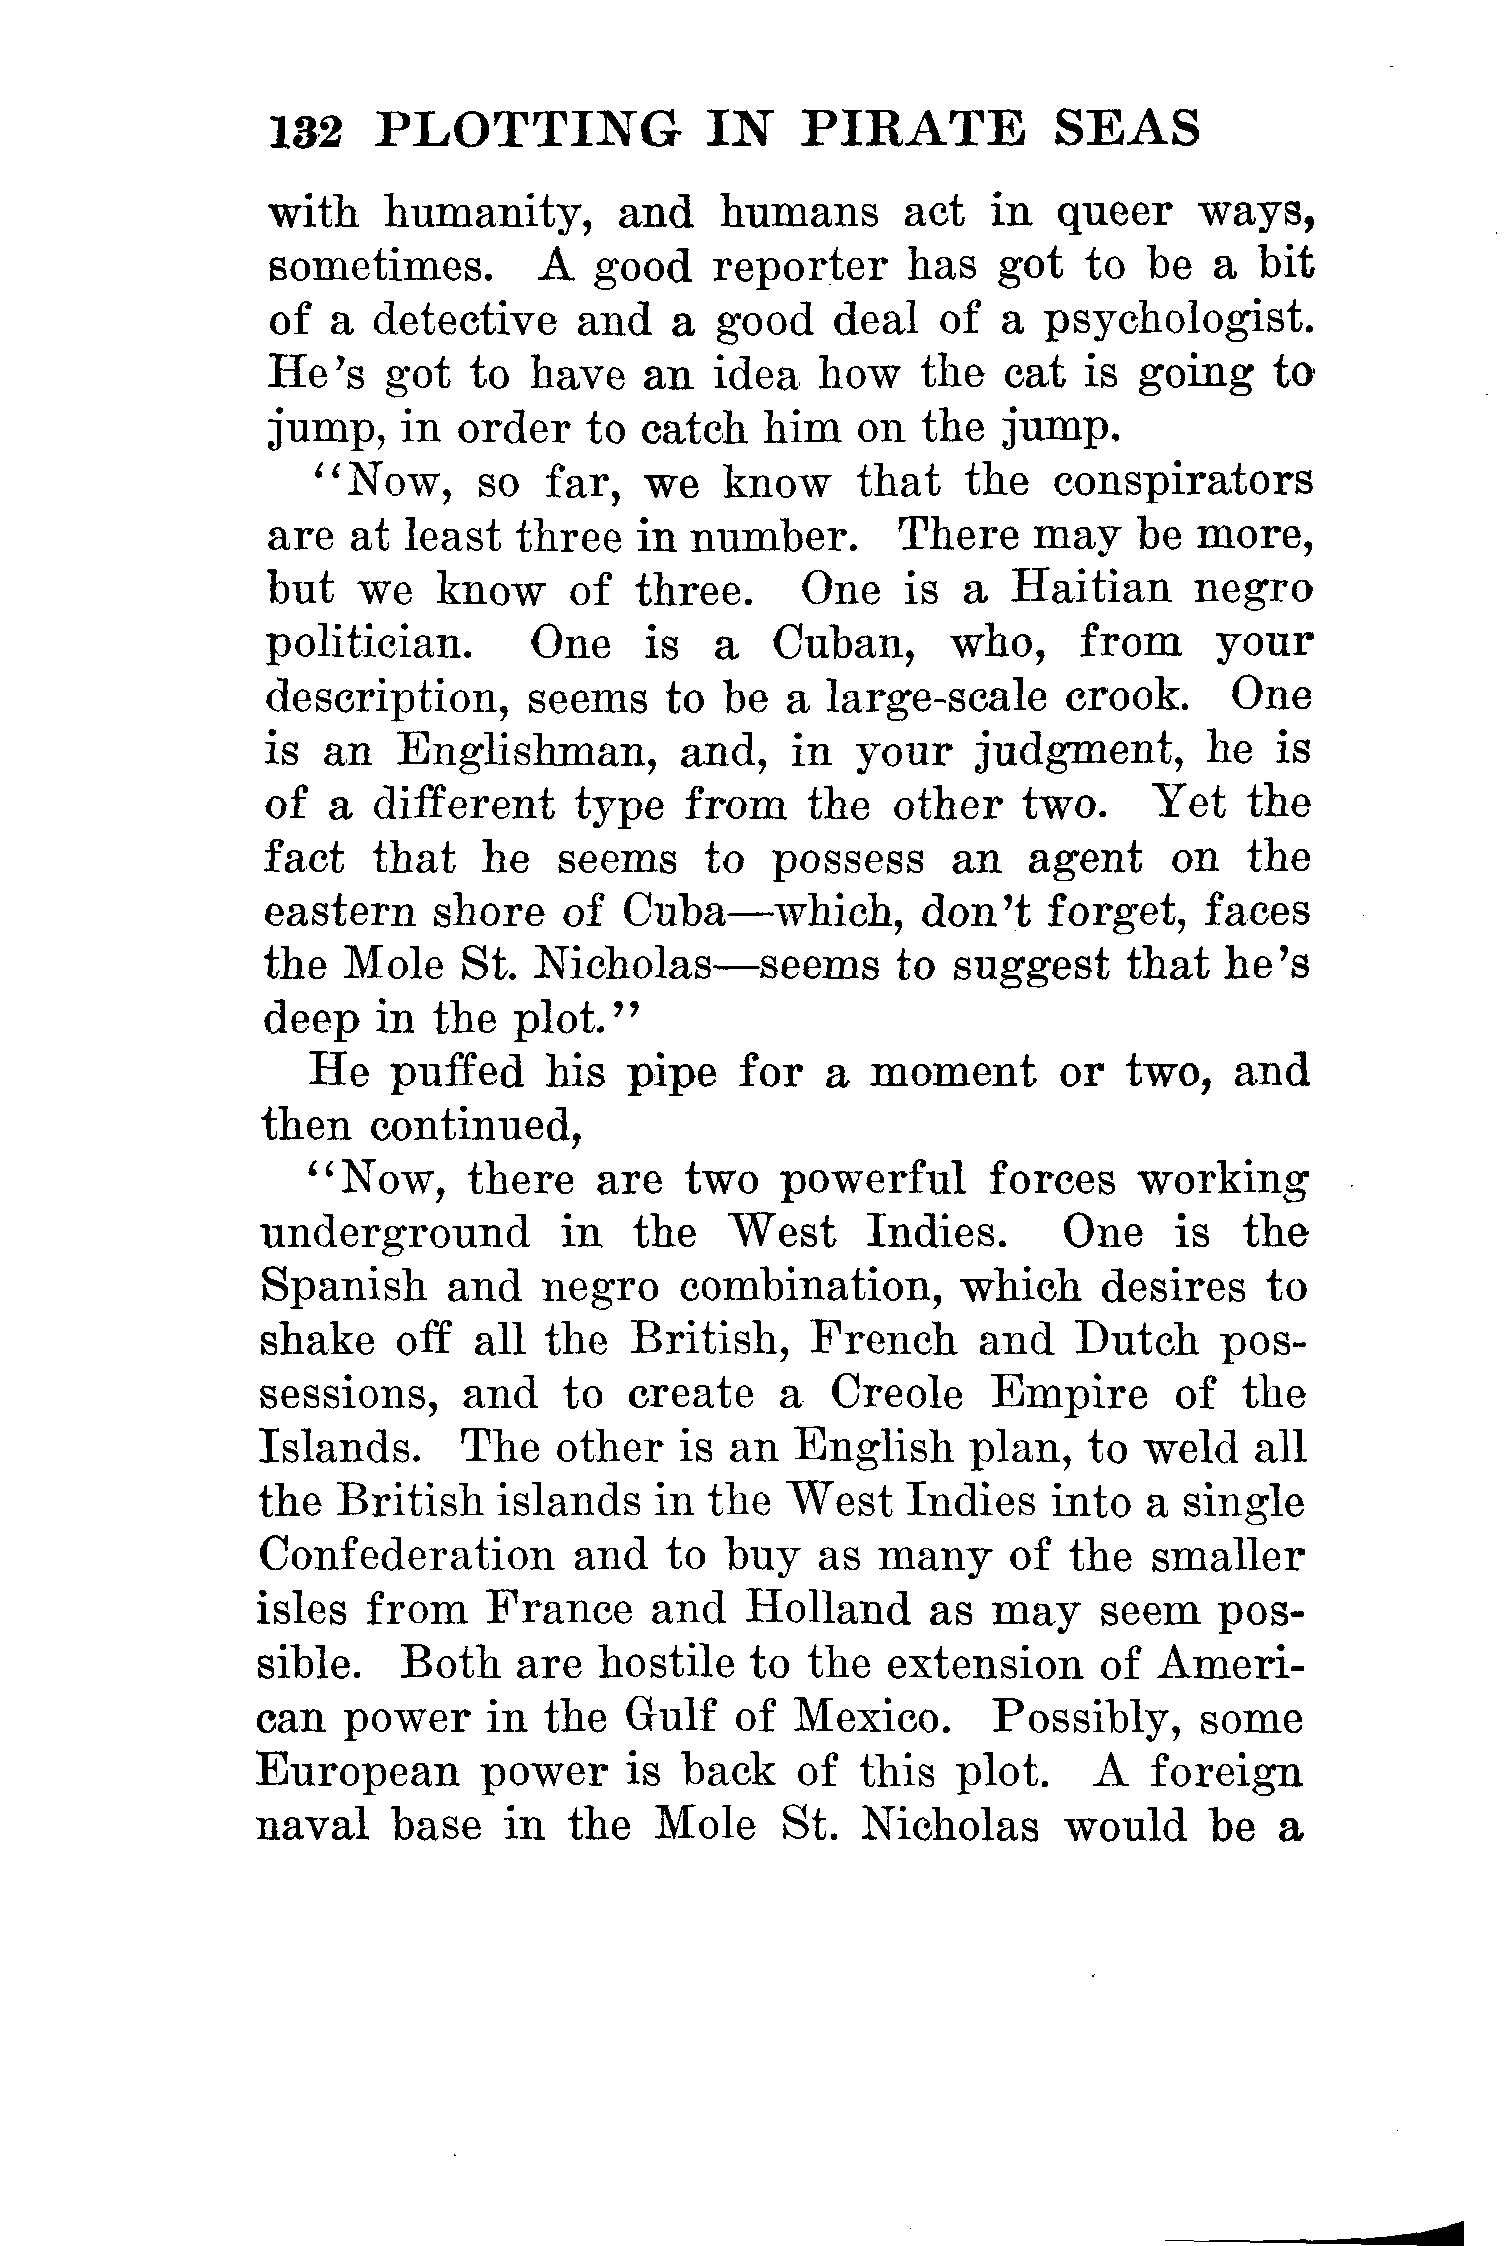 132 PLOTTING IN PIRATE SEAS
with humanity, and humans act in queer ways,
sometimes. A good reporter has got to be a bit
of a detective and a good deal of a psychologist.
He's got to have an idea how the cat is going to
jump, in order to catch him on the jump.
"Now, so far, we know that the conspirators
are at least three in number. There may be more,
but we know of three. One is a Haitian negro
politician. One is a Cuban, who, from your
description, seems to be a large-scale crook. One
is an Englishman, and, in your judgment, he is
of a different type from the other two. Yet the
fact that he seems to possess an agent on the
eastern shore of Cuba—which, don't forget, faces
the Mole St. Nicholas—seems to suggest that he's
deep in the plot."
He puffed his pipe for a moment or two, and
then continued,
"Now, there are two powerful forces working
underground in the West Indies. One is the
Spanish and negro combination, which desires to
shake off all the British, French and Dutch pos-
sessions, and to create a Creole Empire of the
Islands. The other is an English plan, to weld all
the British islands in the West Indies into a single
Confederation and to buy as many of the smaller
isles from France and Holland as may seem pos-
sible. Both are hostile to the extension of Ameri-
can power in the Gulf of Mexico. Possibly, some
European power is back of this plot. A foreign
naval base in the Mole St. Nicholas would be a